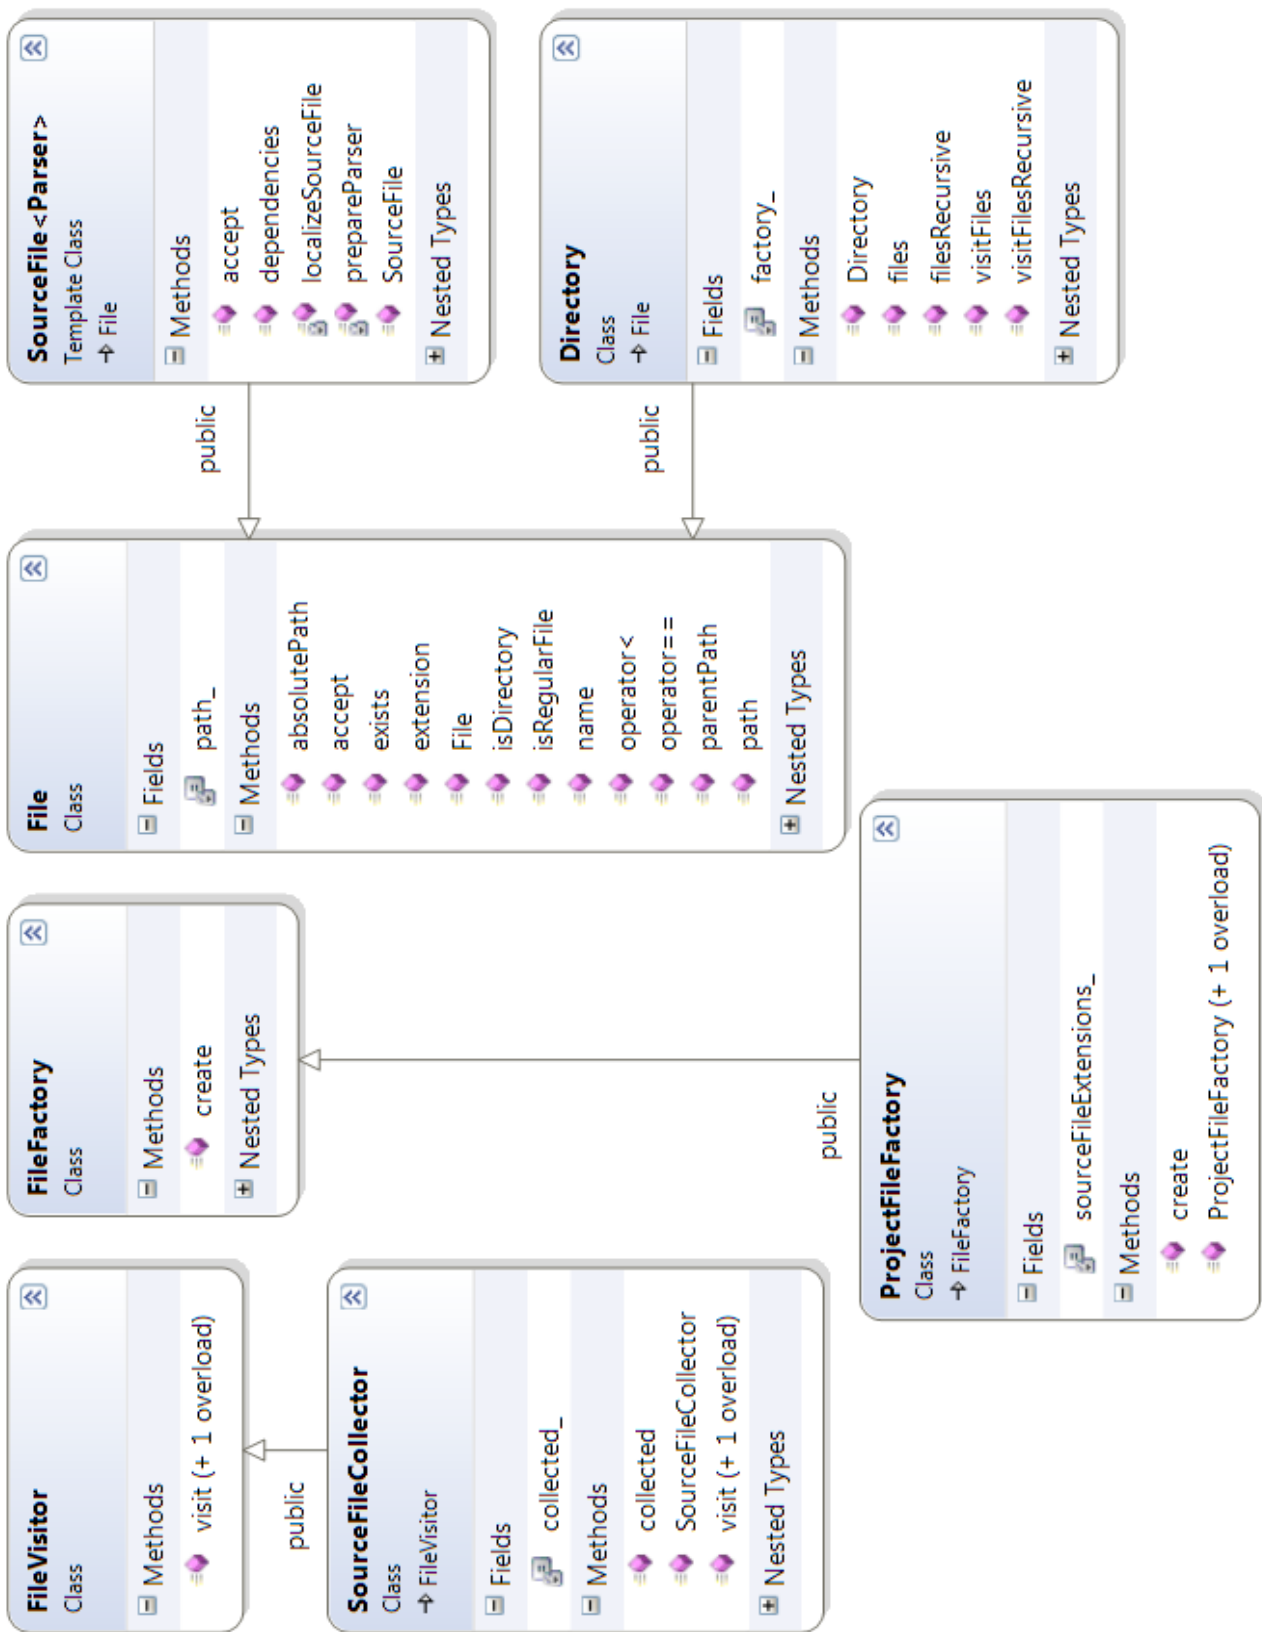 FileVisitor
Class
Methods
visit (+ 1 overload)
public
SourceFileCollector
Class
FileVisitor
Fields
collected_
Methods
collected
SourceFileCollector
visit (+ 1 overload)
Nested Types
FileFactory
Class
Methods
create
Nested Types
public
ProjectFileFactory
Class
FileFactory
Fields
sourceFileExtensions_
Methods
create
ProjectFileFactory (+ 1 overload)
File
Class
Fields
path_
Methods
absolutePath
accept
exists
extension
File
isDirectory
isRegularFile
name
operator<
operator==
parentPath
path
Nested Types
public
public
SourceFile<Parser>
Template Class
File
Methods
accept
dependencies
localizeSourceFile
prepareParser
SourceFile
Nested Types
Directory
Class
File
Fields
factory_
Methods
Directory
files
filesRecursive
visitFiles
visitFilesRecursive
Nested Types